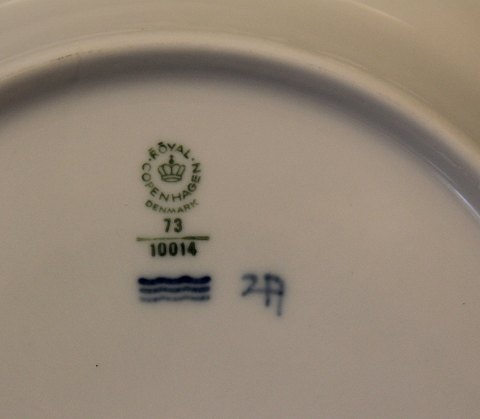 ROYAL
COPENHAGEN
DENMARK
73
10014